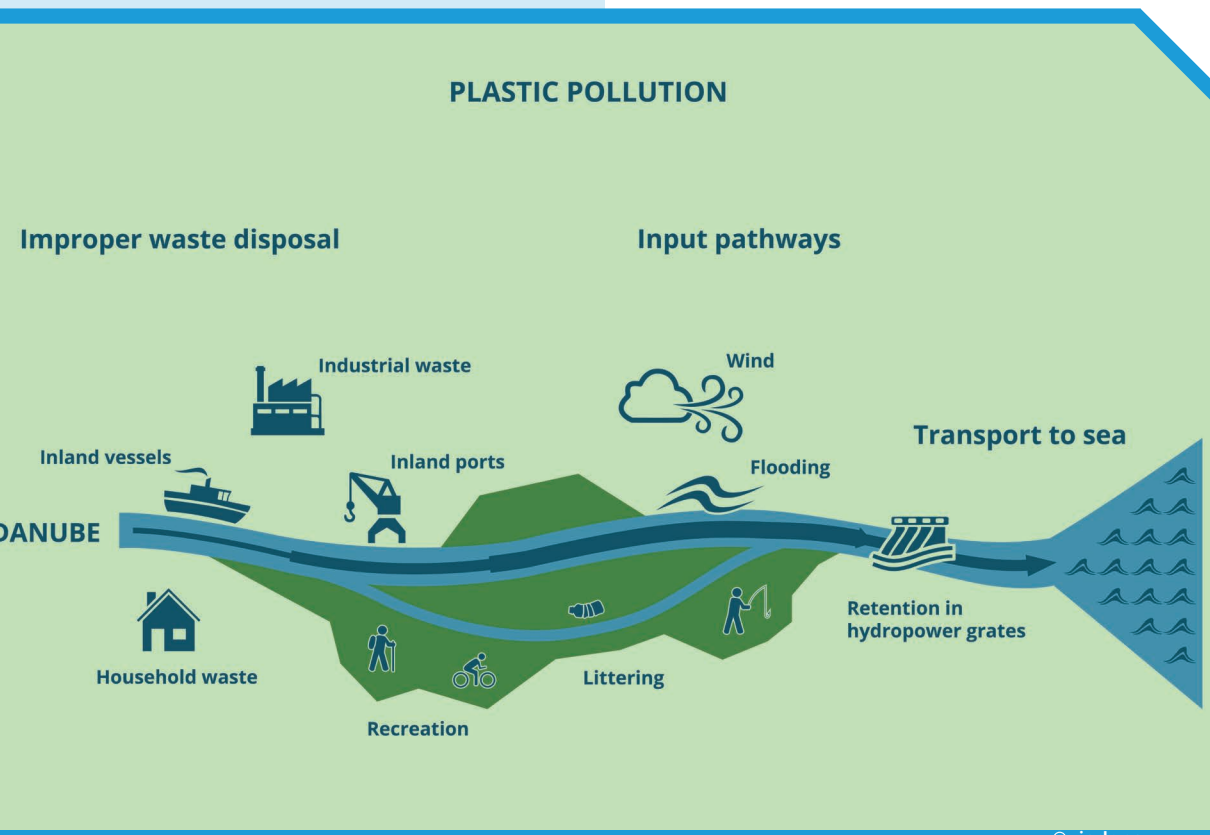 PLASTIC POLLUTION
Improper waste disposal
Input pathways
Industrial waste
Wind
Transport to sea
Inland vessels
Inland ports
Flooding
DANUBE
Retention in
hydropower grates
Household waste
Littering
Recreation